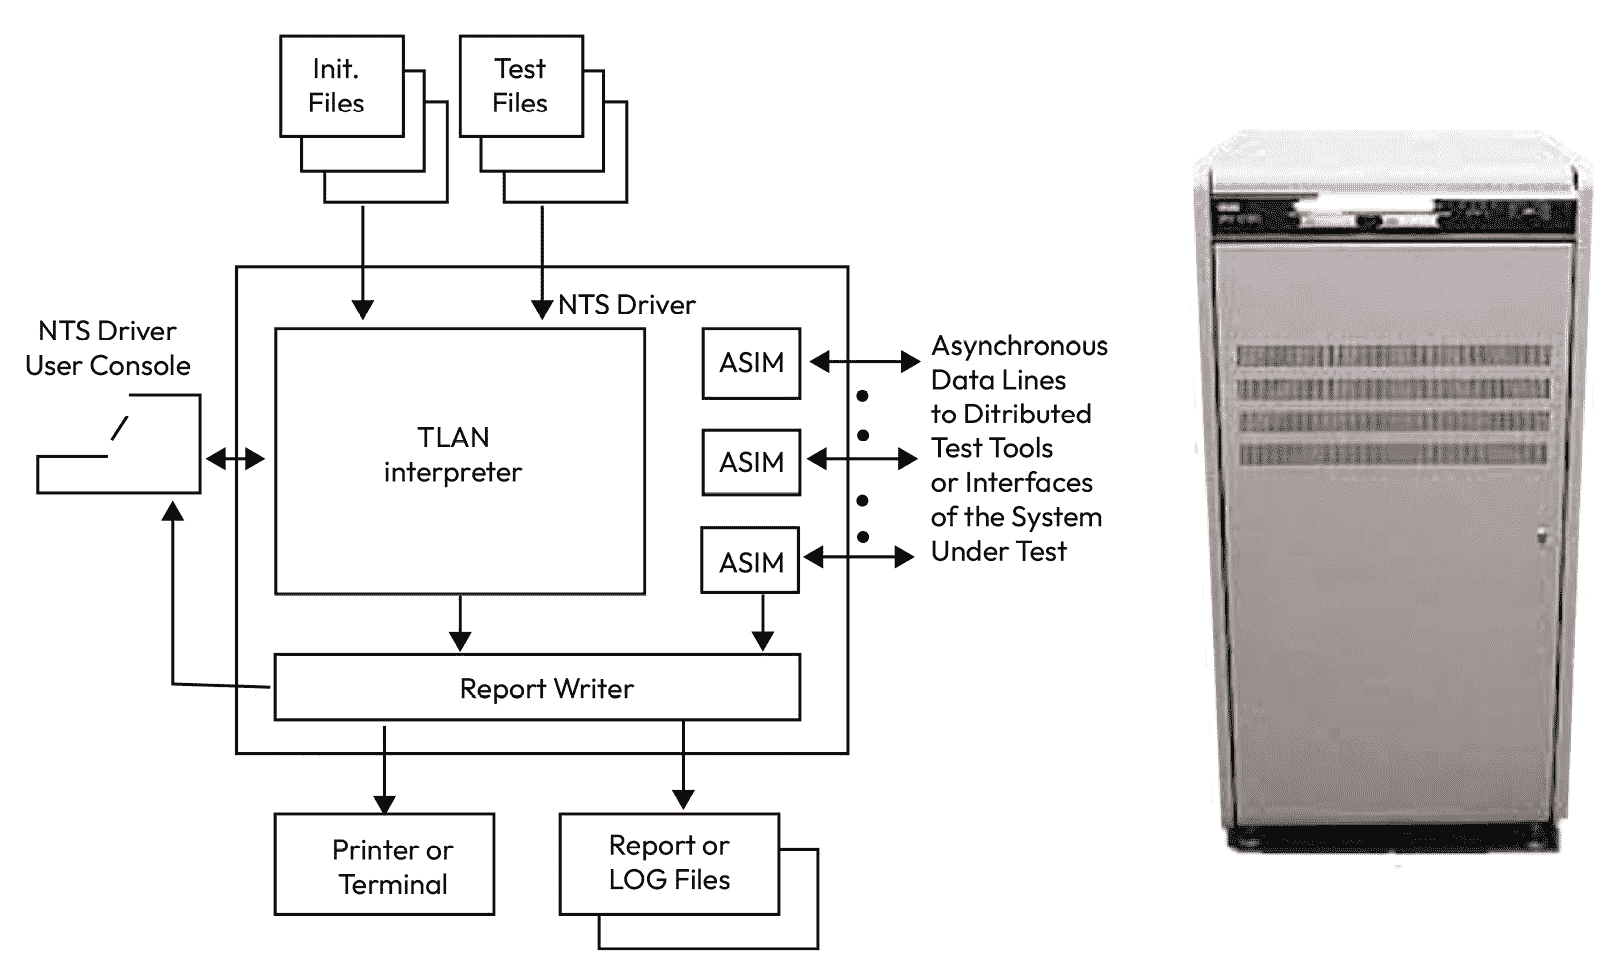 Init.
Files
Test
Files
NTS Driver
NTS Driver
User Console
TLAN
interpreter
ASIM
ASIM
ASIM
Asynchronous
Data Lines
to Ditributed
Test Tools
or Interfaces
of the System
Under Test
Report Writer
Printer or
Terminal
Report or
LOG Files